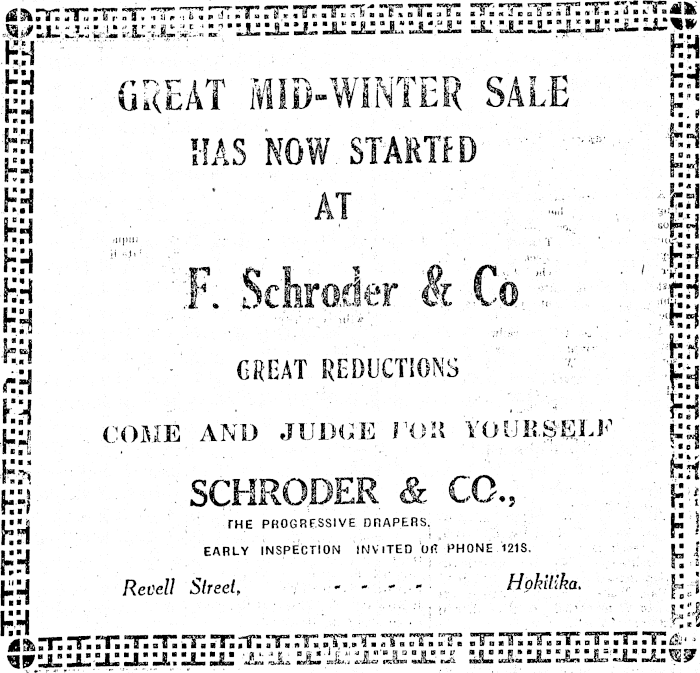 GREAT MID-WINTER SALE
HAS NOW STARTED
AT
F. Schroder & Co
GREAT REDUCTIONS
COME AND JUDGE FOR YOURSELF
SCHRODER & CO.,
THE PROGRESSIVE DRAPERS.
EARLY INSPECTION INVITED OR PHONE 121S.
Revell Street, - - - - Hokitika.